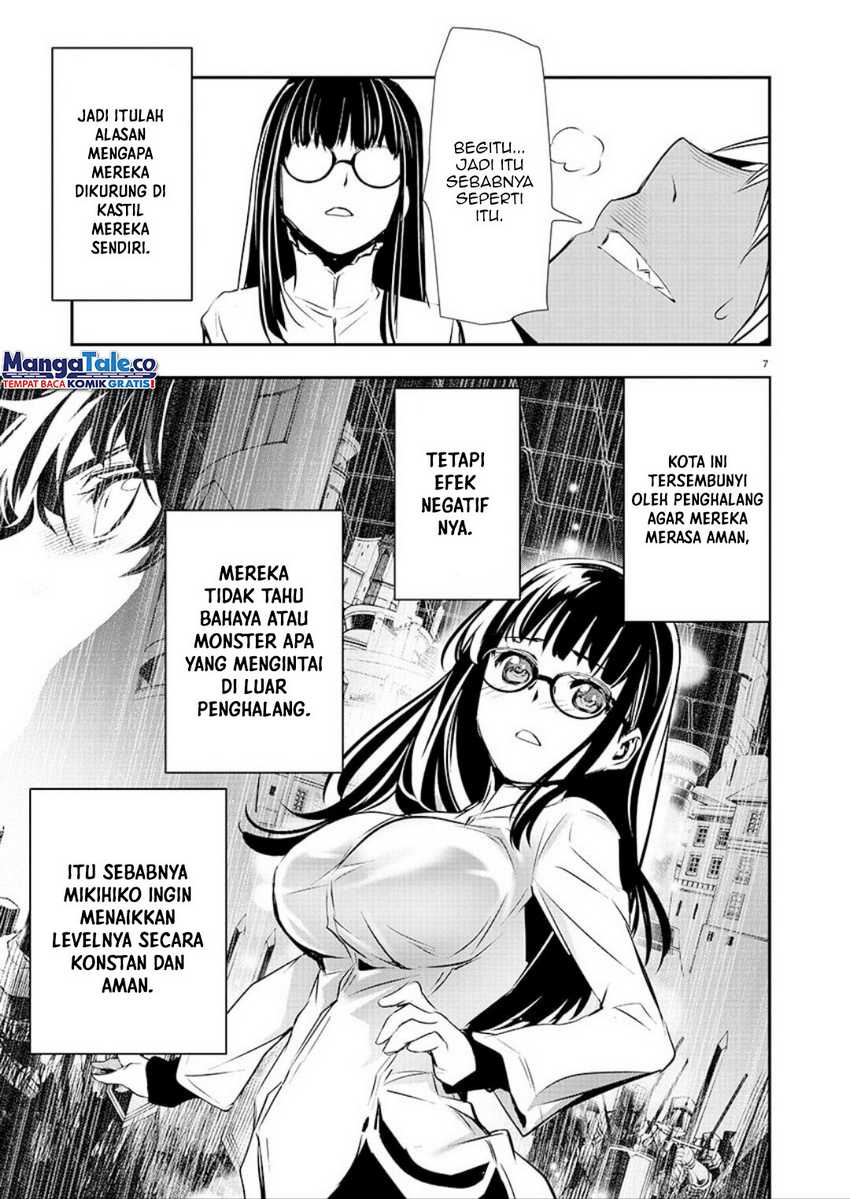 BEGITU...
JADI ITU
SEBABNYA
SEPERTI
ITU.
JADI ITULAH
ALASAN
MENGAPA
MEREKA
DIKURUNG DI
KASTIL
MEREKA
SENDIRI.
MangaTale.co
TEMPAT BACA KOMIK GRATIS!
7
KOTA INI
TERSEMBUNYI
OLEH PENGHALANG
AGAR MEREKA
MERASA AMAN,
TETAPI
EFEK
NEGATIF
NYA.
MEREKA
TIDAK TAHU
BAHAYA ATAU
MONSTER APA
YANG MENGINTAI
DI LUAR
PENGHALANG.
ITU SEBABNYA
MIKIHIKO INGIN
MENAIKKAN
LEVELNYA SECARA
KONSTAN DAN
AMAN.